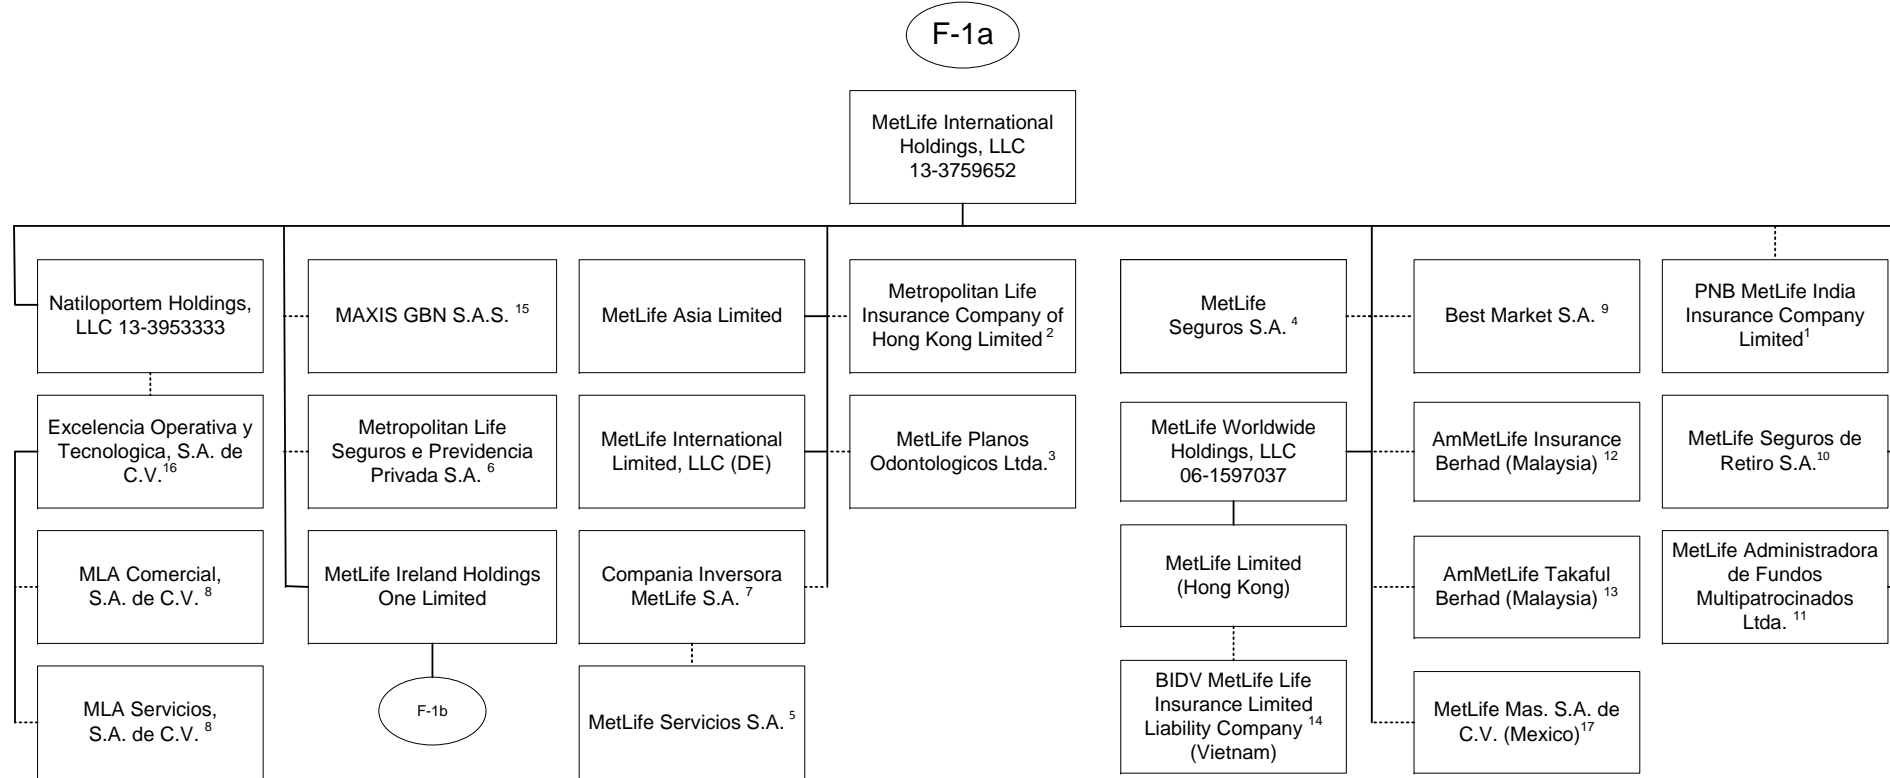 F-1a
MetLife International
Holdings, LLC
13-3759652
Natiloportem Holdings,
LLC 13-3953333
MAXIS GBN S.A.S. 15
MetLife Asia Limited
Metropolitan Life
Insurance Company of
Hong Kong Limited 2
MetLife
Seguros S.A. 4
Best Market S.A. 9
PNB MetLife India
Insurance Company
Limited1
Excelencia Operativa y
Tecnologica, S.A. de
C.V.16
Metropolitan Life
Seguros e Previdencia
Privada S.A. 6
MetLife International
Limited, LLC (DE)
MetLife Planos
Odontologicos Ltda.3
MetLife Worldwide
Holdings, LLC
06-1597037
AmMetLife Insurance
Berhad (Malaysia) 12
MetLife Seguros de
Retiro S.A.10
MLA Comercial,
S.A. de C.V. 8
MetLife Ireland Holdings
One Limited
Compania Inversora
MetLife S.A. 7
MetLife Limited
(Hong Kong)
AmMetLife Takaful
Berhad (Malaysia) 13
MetLife Administradora
de Fundos
Multipatrocinados
Ltda. 11
MLA Servicios,
S.A. de C.V. 8
F-1b
MetLife Servicios S.A. 5
BIDV MetLife Life
Insurance Limited
Liability Company 14
(Vietnam)
MetLife Mas. S.A. de
C.V. (Mexico)17